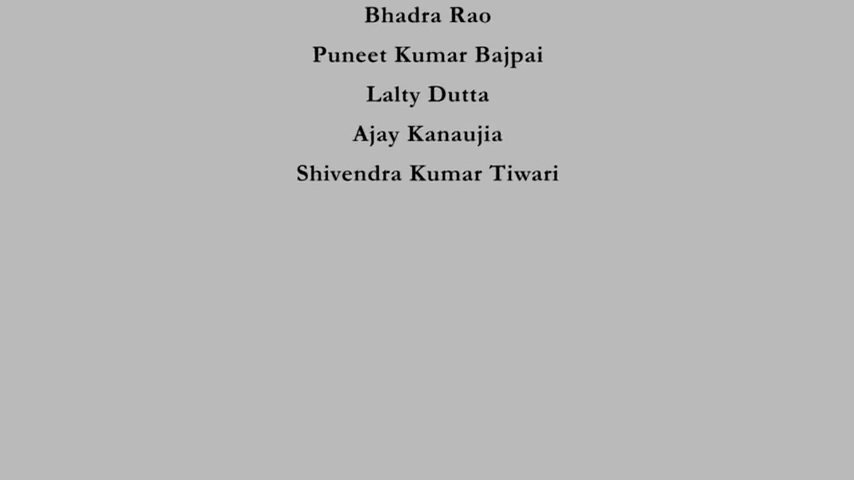 Bhadra Rao
Puneet Kumar Bajpai
Lalty Dutta
Ajay Kanaujia
Shivendra Kumar Tiwari